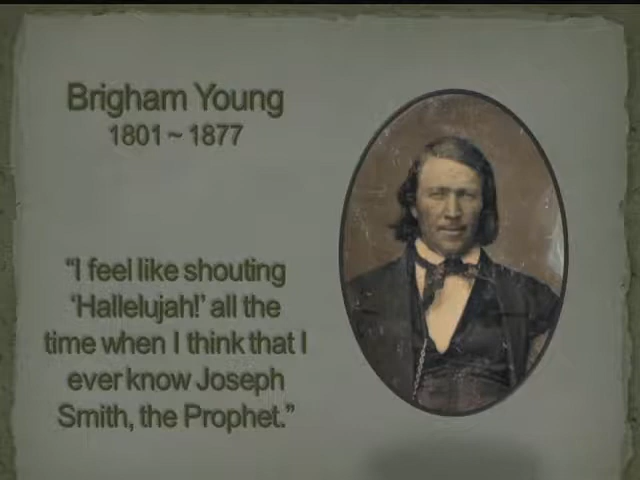 Brigham Young
1801 ~ 1877
“I feel like shouting
‘Hallelujah!’ all the
time when I think that I
ever know Joseph
Smith, the Prophet.”